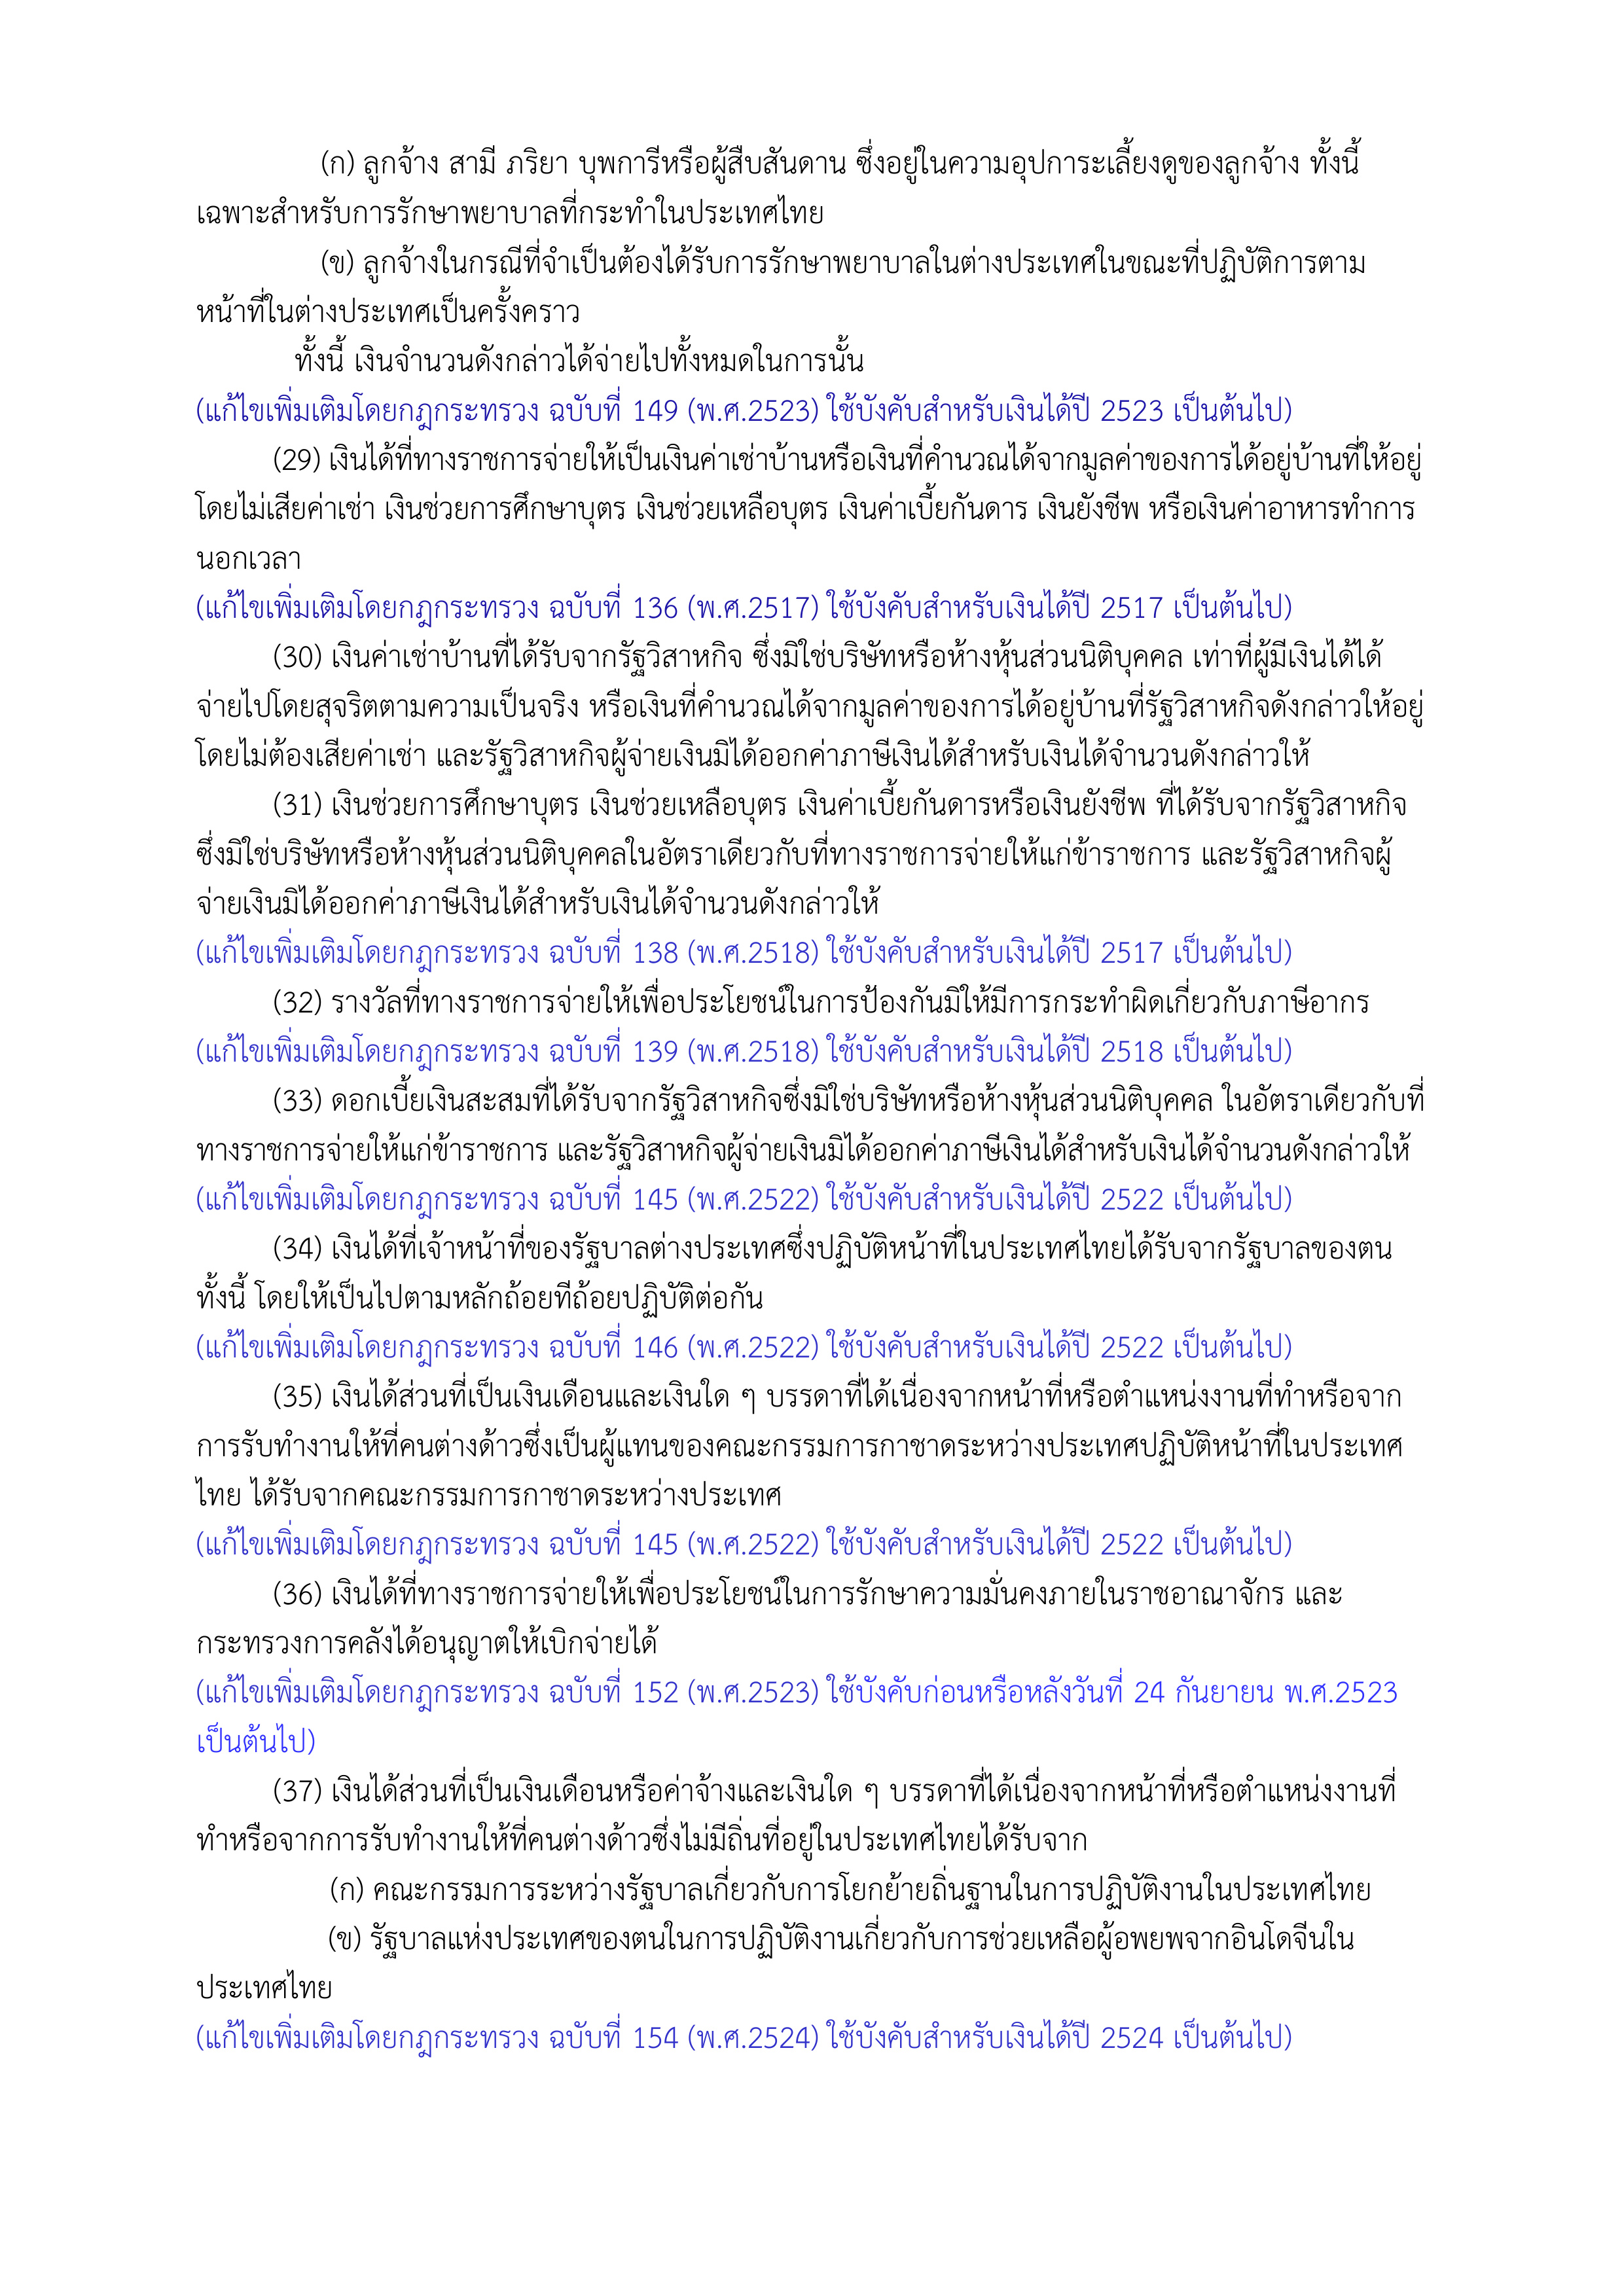 (ก) ลูกจ้าง สามี ภริยา บุพการีหรือผู้สืบสันดาน ซึ่งอยู่ในความอุปการะเลี้ยงดูของลูกจ้าง ทั้งนี้
เฉพาะสำหรับการรักษาพยาบาลที่กระทำในประเทศไทย
(ข) ลูกจ้างในกรณีที่จำเป็นต้องได้รับการรักษาพยาบาลในต่างประเทศในขณะที่ปฏิบัติการตาม
หน้าที่ในต่างประเทศเป็นครั้งคราว
ทั้งนี้ เงินจำนวนดังกล่าวได้จ่ายไปทั้งหมดในการนั้น
(แก้ไขเพิ่มเติมโดยกฎกระทรวง ฉบับที่ 149 (พ.ศ.2523) ใช้บังคับสำหรับเงินได้ปี 2523 เป็นต้นไป)
(29) เงินได้ที่ทางราชการจ่ายให้เป็นเงินค่าเช่าบ้านหรือเงินที่คำนวณได้จากมูลค่าของการได้อยู่บ้านที่ให้อยู่
โดยไม่เสียค่าเช่า เงินช่วยการศึกษาบุตร เงินช่วยเหลือบุตร เงินค่าเบี้ยกันดาร เงินยังชีพ หรือเงินค่าอาหารทำการ
นอกเวลา
(แก้ไขเพิ่มเติมโดยกฎกระทรวง ฉบับที่ 136 (พ.ศ.2517) ใช้บังคับสำหรับเงินได้ปี 2517 เป็นต้นไป)
(30) เงินค่าเช่าบ้านที่ได้รับจากรัฐวิสาหกิจ ซึ่งมิใช่บริษัทหรือห้างหุ้นส่วนนิติบุคคล เท่าที่ผู้มีเงินได้ได้
จ่ายไปโดยสุจริตตามความเป็นจริง หรือเงินที่คำนวณได้จากมูลค่าของการได้อยู่บ้านที่รัฐวิสาหกิจดังกล่าวให้อยู่
โดยไม่ต้องเสียค่าเช่า และรัฐวิสาหกิจผู้จ่ายเงินมิได้ออกค่าภาษีเงินได้สำหรับเงินได้จำนวนดังกล่าวให้
(31) เงินช่วยการศึกษาบุตร เงินช่วยเหลือบุตร เงินค่าเบี้ยกันดารหรือเงินยังชีพ ที่ได้รับจากรัฐวิสาหกิจ
ซึ่งมิใช่บริษัทหรือห้างหุ้นส่วนนิติบุคคลในอัตราเดียวกับที่ทางราชการจ่ายให้แก่ข้าราชการ และรัฐวิสาหกิจผู้
จ่ายเงินมิได้ออกค่าภาษีเงินได้สำหรับเงินได้จำนวนดังกล่าวให้
(แก้ไขเพิ่มเติมโดยกฎกระทรวง ฉบับที่ 138 (พ.ศ.2518) ใช้บังคับสำหรับเงินได้ปี 2517 เป็นต้นไป)
(32) รางวัลที่ทางราชการจ่ายให้เพื่อประโยชน์ในการป้องกันมิให้มีการกระทำผิดเกี่ยวกับภาษีอากร
(แก้ไขเพิ่มเติมโดยกฎกระทรวง ฉบับที่ 139 (พ.ศ.2518) ใช้บังคับสำหรับเงินได้ปี 2518 เป็นต้นไป)
(33) ดอกเบี้ยเงินสะสมที่ได้รับจากรัฐวิสาหกิจซึ่งมิใช่บริษัทหรือห้างหุ้นส่วนนิติบุคคล ในอัตราเดียวกับที่
ทางราชการจ่ายให้แก่ข้าราชการ และรัฐวิสาหกิจผู้จ่ายเงินมิได้ออกค่าภาษีเงินได้สำหรับเงินได้จำนวนดังกล่าวให้
(แก้ไขเพิ่มเติมโดยกฎกระทรวง ฉบับที่ 145 (พ.ศ.2522) ใช้บังคับสำหรับเงินได้ปี 2522 เป็นต้นไป)
(34) เงินได้ที่เจ้าหน้าที่ของรัฐบาลต่างประเทศซึ่งปฏิบัติหน้าที่ในประเทศไทยได้รับจากรัฐบาลของตน
ทั้งนี้ โดยให้เป็นไปตามหลักถ้อยทีถ้อยปฏิบัติต่อกัน
(แก้ไขเพิ่มเติมโดยกฎกระทรวง ฉบับที่ 146 (พ.ศ.2522) ใช้บังคับสำหรับเงินได้ปี 2522 เป็นต้นไป)
(35) เงินได้ส่วนที่เป็นเงินเดือนและเงินใด ๆ บรรดาที่ได้เนื่องจากหน้าที่หรือตำแหน่งงานที่ทำหรือจาก
การรับทำงานให้ที่คนต่างด้าวซึ่งเป็นผู้แทนของคณะกรรมการกาชาดระหว่างประเทศปฏิบัติหน้าที่ในประเทศ
ไทย ได้รับจากคณะกรรมการกาชาดระหว่างประเทศ
(แก้ไขเพิ่มเติมโดยกฎกระทรวง ฉบับที่ 145 (พ.ศ.2522) ใช้บังคับสำหรับเงินได้ปี 2522 เป็นต้นไป)
(36) เงินได้ที่ทางราชการจ่ายให้เพื่อประโยชน์ในการรักษาความมั่นคงภายในราชอาณาจักร และ
กระทรวงการคลังได้อนุญาตให้เบิกจ่ายได้
(แก้ไขเพิ่มเติมโดยกฎกระทรวง ฉบับที่ 152 (พ.ศ.2523) ใช้บังคับก่อนหรือหลังวันที่ 24 กันยายน พ.ศ.2523
เป็นต้นไป)
(37) เงินได้ส่วนที่เป็นเงินเดือนหรือค่าจ้างและเงินใด ๆ บรรดาที่ได้เนื่องจากหน้าที่หรือตำแหน่งงานที่
ทำหรือจากการรับทำงานให้ที่คนต่างด้าวซึ่งไม่มีถิ่นที่อยู่ในประเทศไทยได้รับจาก
(ก) คณะกรรมการระหว่างรัฐบาลเกี่ยวกับการโยกย้ายถิ่นฐานในการปฏิบัติงานในประเทศไทย
(ข) รัฐบาลแห่งประเทศของตนในการปฏิบัติงานเกี่ยวกับการช่วยเหลือผู้อพยพจากอินโดจีนใน
ประเทศไทย
(แก้ไขเพิ่มเติมโดยกฎกระทรวง ฉบับที่ 154 (พ.ศ.2524) ใช้บังคับสำหรับเงินได้ปี 2524 เป็นต้นไป)